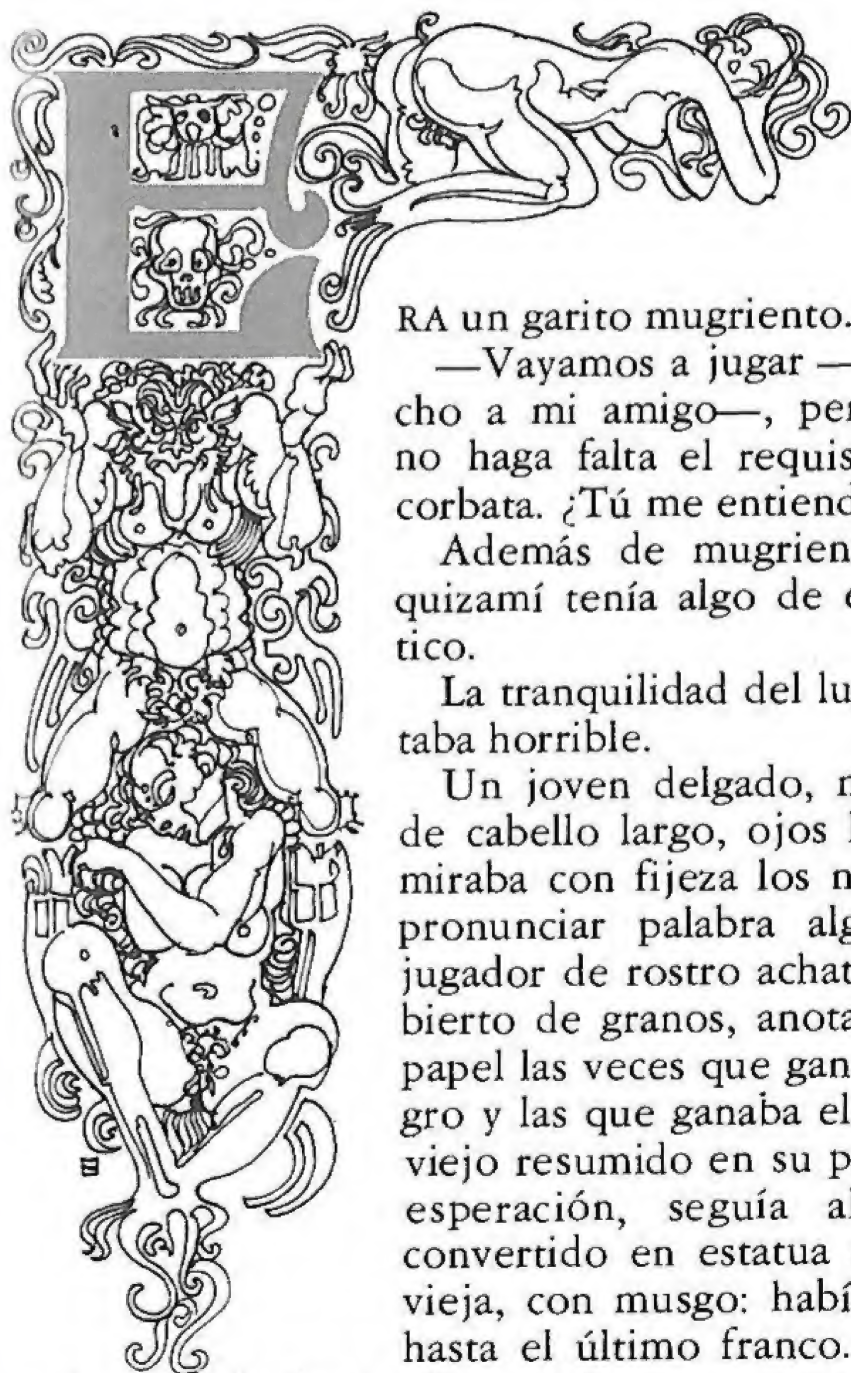 E
RA un garito mugriento.
—Vayamos a jugar —
cho a mi amigo—, per
no haga falta el requis
corbata. ¿Tú me entiend
Además de mugrien
quizamí tenía algo de e
tico.
La tranquilidad del lu
taba horrible.
Un joven delgado, r
de cabello largo, ojos l
miraba con fijeza los n
pronunciar palabra alg
jugador de rostro achat
bierto de granos, anota
papel las veces que gan
gro y las que ganaba el
viejo resumido en su p
esperación, seguía al
convertido en estatua
vieja, con musgo: habí
hasta el último franco.